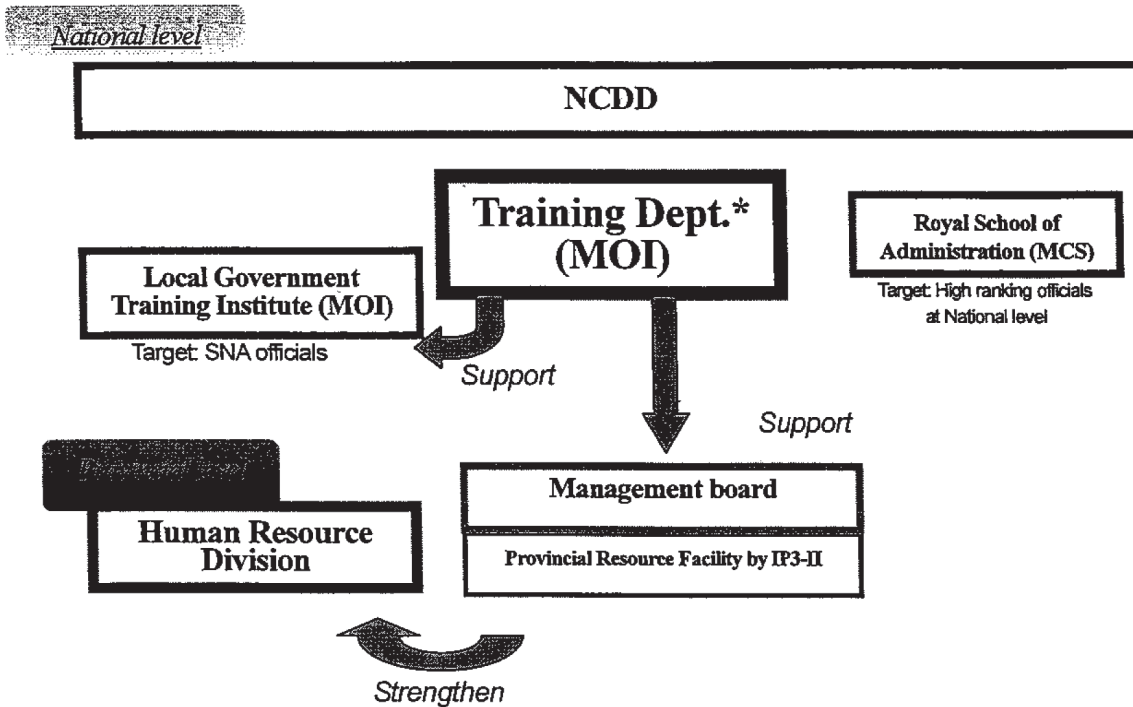 National level
NCDD
Training Dept.*
(MOI)
Royal School of
Administration (MCS)
Target: High ranking officials
at National level
Local Government
Training Institute (MOI)
Target: SNA officials
Support
Support
Management board
Provincial Resource Facility by IP3-II
Human Resource
Division
Strengthen